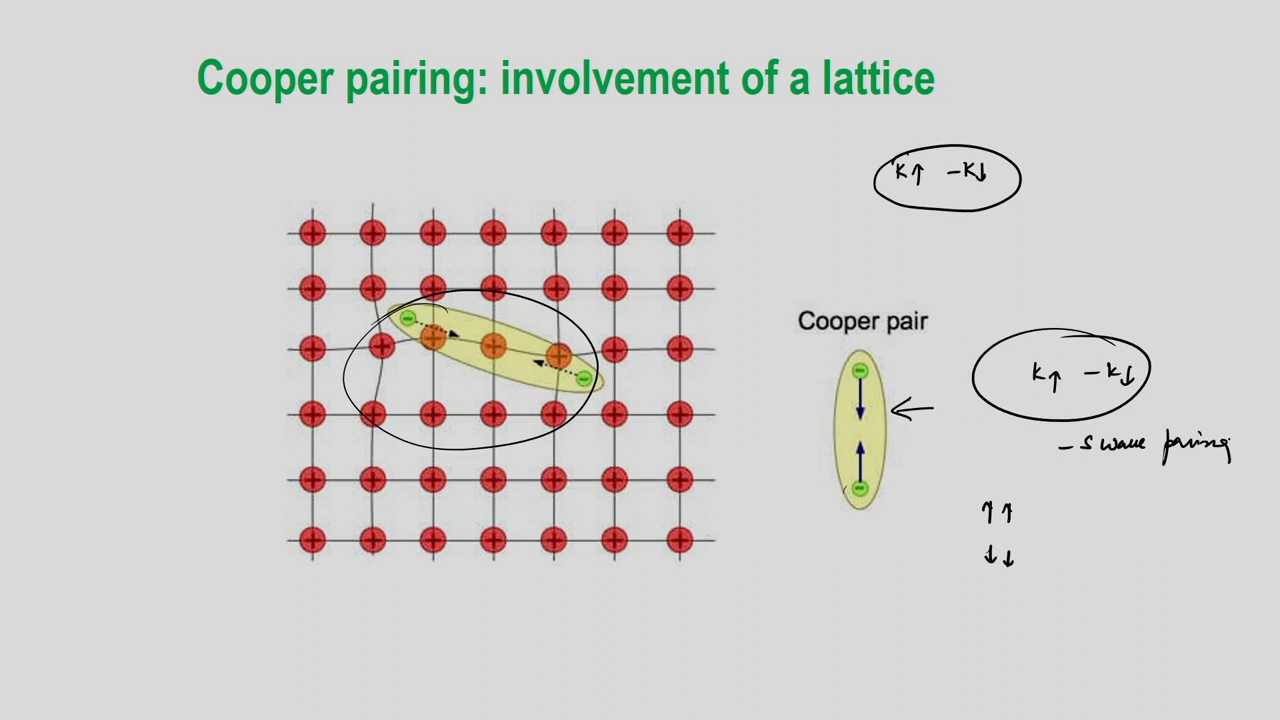 Cooper pairing: involvement of a lattice
K↑ -K↓
Cooper pair
K↑ -K↓
- s wave pairing
↑↑
↓↓